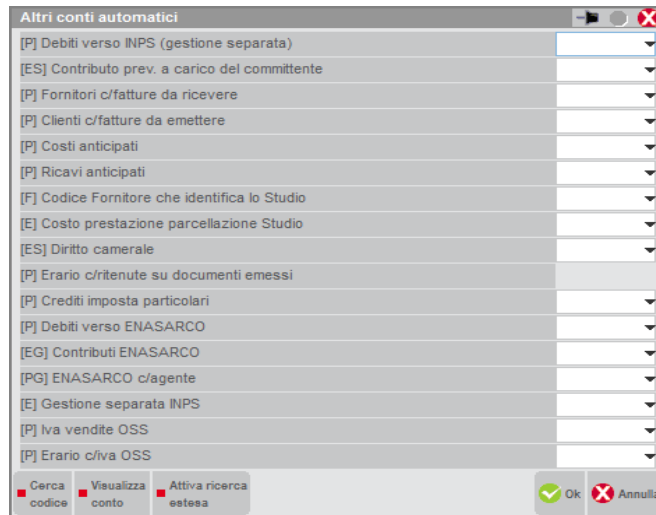 Altri conti automatici
[P] Debiti verso INPS (gestione separata)
[ES] Contributo prev. a carico del committente
[P] Fornitori c/fatture da ricevere
[P] Clienti c/fatture da emettere
[P] Costi anticipati
[P] Ricavi anticipati
[F] Codice Fornitore che identifica lo Studio
[E] Costo prestazione parcellazione Studio
[ES] Diritto camerale
[P] Erario c/ritenute su documenti emessi
[P] Crediti imposta particolari
[P] Debiti verso ENASARCO
[EG] Contributi ENASARCO
[PG] ENASARCO c/agente
[E] Gestione separata INPS
[P] Iva vendite OSS
[P] Erario c/iva OSS
Cerca codice
Visualizza conto
Attiva ricerca estesa
Ok
Annulla